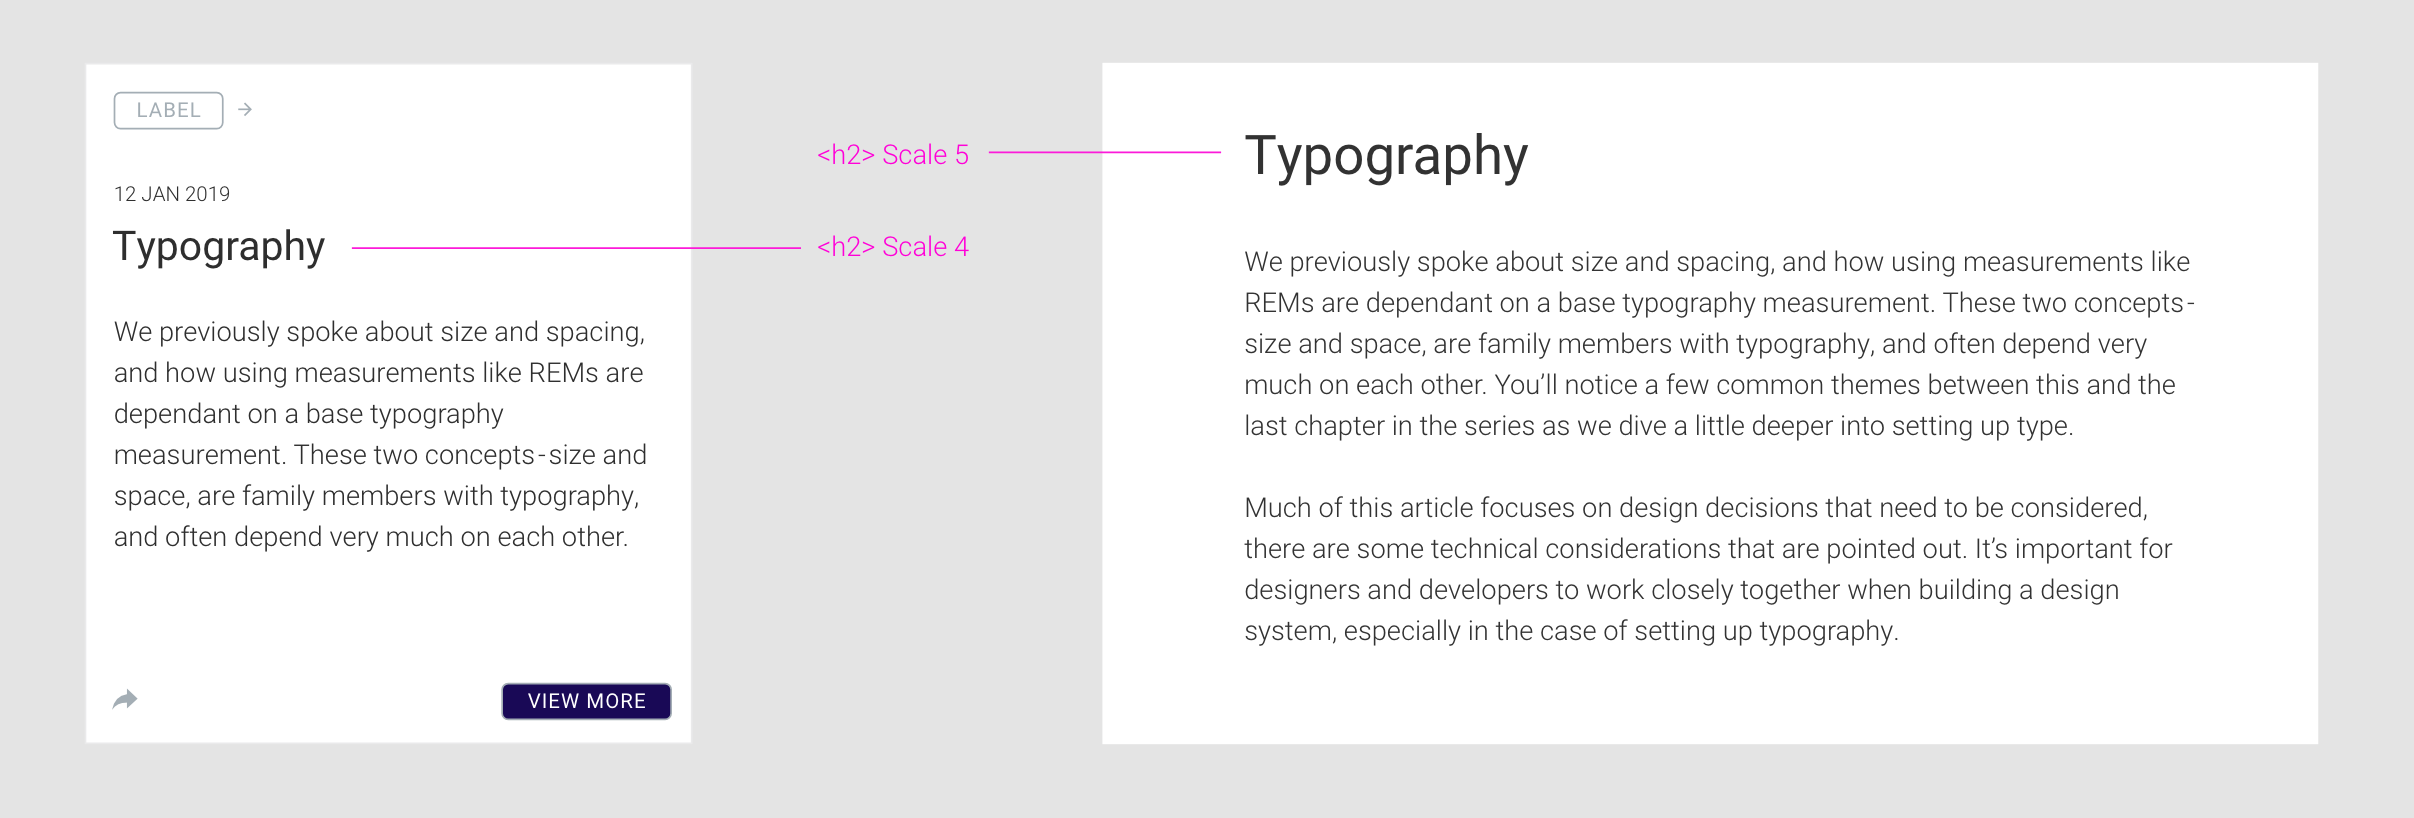 LABEL →
12 JAN 2019
Typography
We previously spoke about size and spacing,
and how using measurements like REMs are
dependant on a base typography
measurement. These two concepts-size and
space, are family members with typography,
and often depend very much on each other.
VIEW MORE
<h2> Scale 5
<h2> Scale 4
Typography
We previously spoke about size and spacing, and how using measurements like
REMs are dependant on a base typography measurement. These two concepts-
size and space, are family members with typography, and often depend very
much on each other. You’ll notice a few common themes between this and the
last chapter in the series as we dive a little deeper into setting up type.
Much of this article focuses on design decisions that need to be considered,
there are some technical considerations that are pointed out. It’s important for
designers and developers to work closely together when building a design
system, especially in the case of setting up typography.